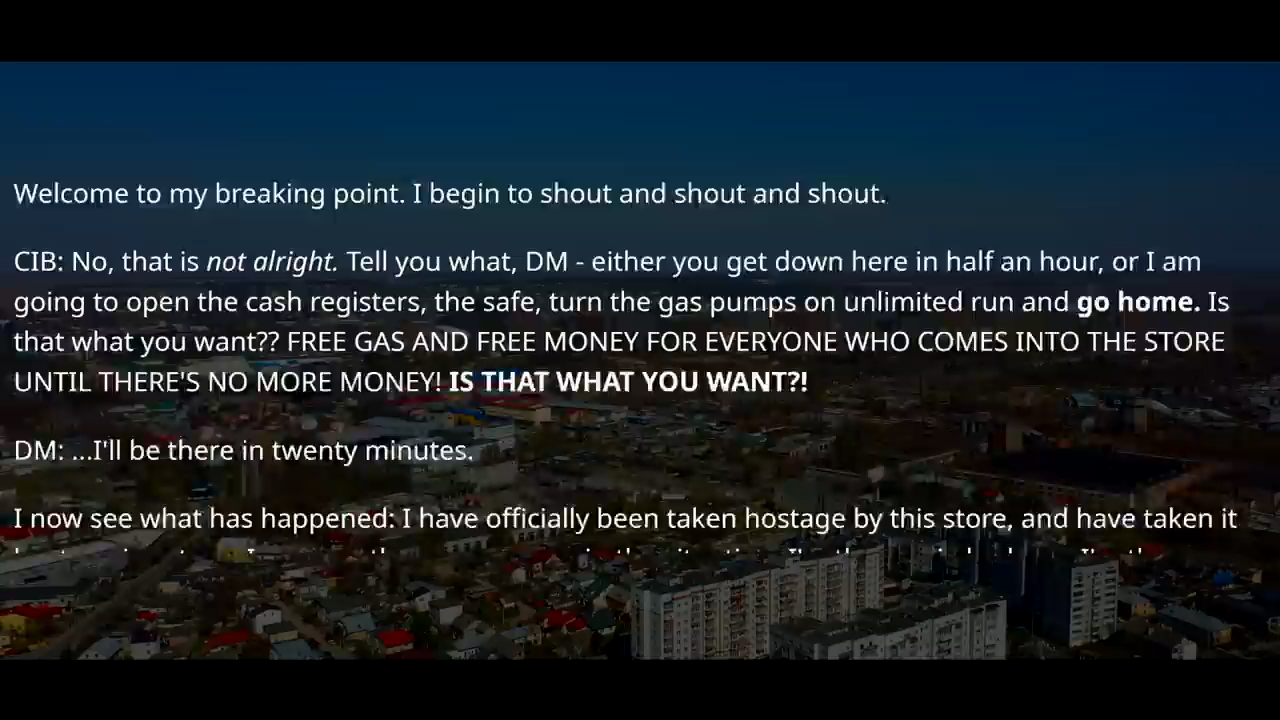 Welcome to my breaking point. I begin to shout and shout and shout.
CIB: No, that is not alright. Tell you what, DM - either you get down here in half an hour, or I am
going to open the cash registers, the safe, turn the gas pumps on unlimited run and go home. Is
that what you want?? FREE GAS AND FREE MONEY FOR EVERYONE WHO COMES INTO THE STORE
UNTIL THERE'S NO MORE MONEY! IS THAT WHAT YOU WANT?!
DM: ...I'll be there in twenty minutes.
I now see what has happened: I have officially been taken hostage by this store, and have taken it